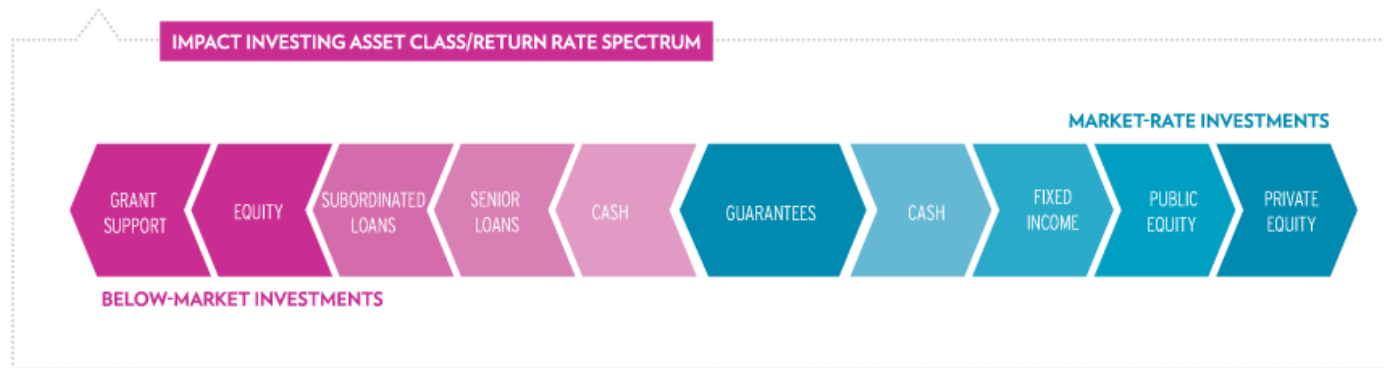 IMPACT INVESTING ASSET CLASS/RETURN RATE SPECTRUM
MARKET-RATE INVESTMENTS
GRANT
SUPPORT
EQUITY
SUBORDINATED
LOANS
SENIOR
LOANS
CASH
GUARANTEES
CASH
FIXED
INCOME
PUBLIC
EQUITY
PRIVATE
EQUITY
BELOW-MARKET INVESTMENTS